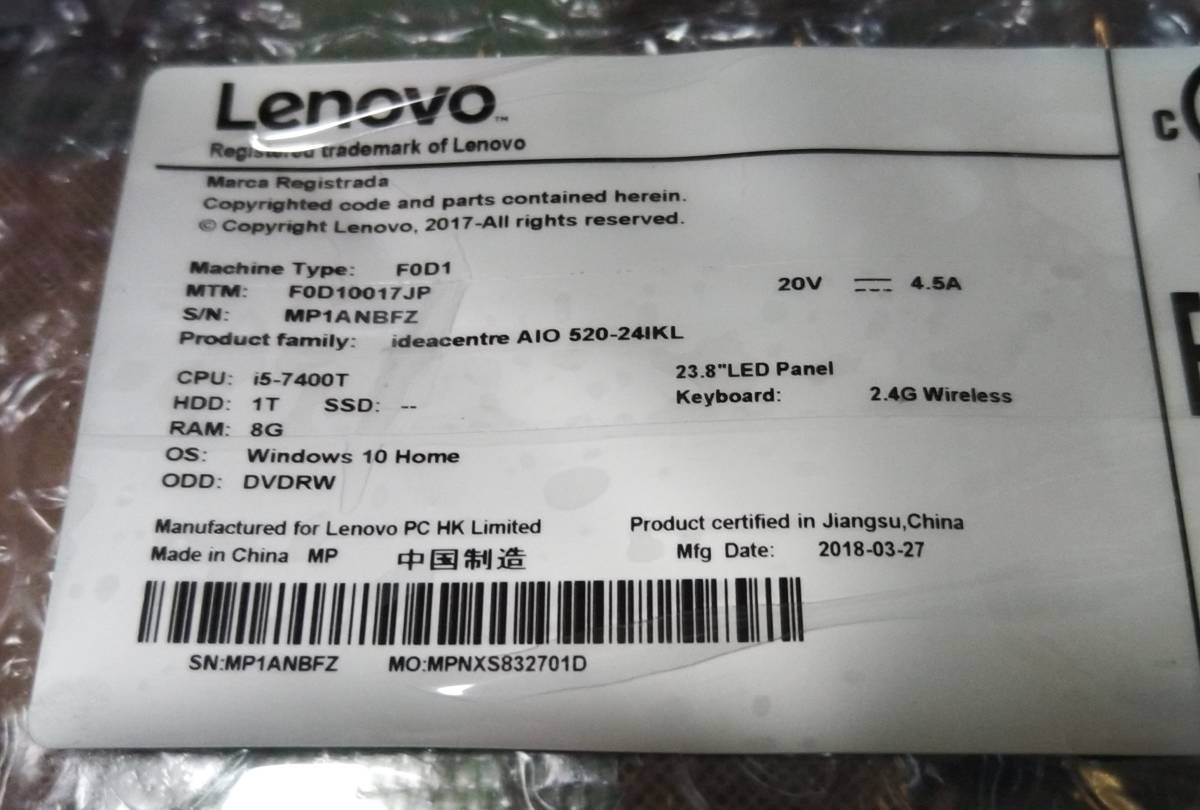 Lenovo™
Registered trademark of Lenovo
Marca Registrada
Copyrighted code and parts contained herein.
© Copyright Lenovo, 2017-All rights reserved.
Machine Type: F0D1
MTM: F0D10017JP
20V 4.5A
S/N: MP1ANBFZ
Product family: ideacentre AIO 520-24IKL
CPU: i5-7400T
23.8"LED Panel
HDD: 1T SSD: --
Keyboard: 2.4G Wireless
RAM: 8G
OS: Windows 10 Home
ODD: DVDRW
Manufactured for Lenovo PC HK Limited
Product certified in Jiangsu,China
Made in China MP 中国制造
Mfg Date: 2018-03-27
SN:MP1ANBFZ MO:MPNXS832701D
c